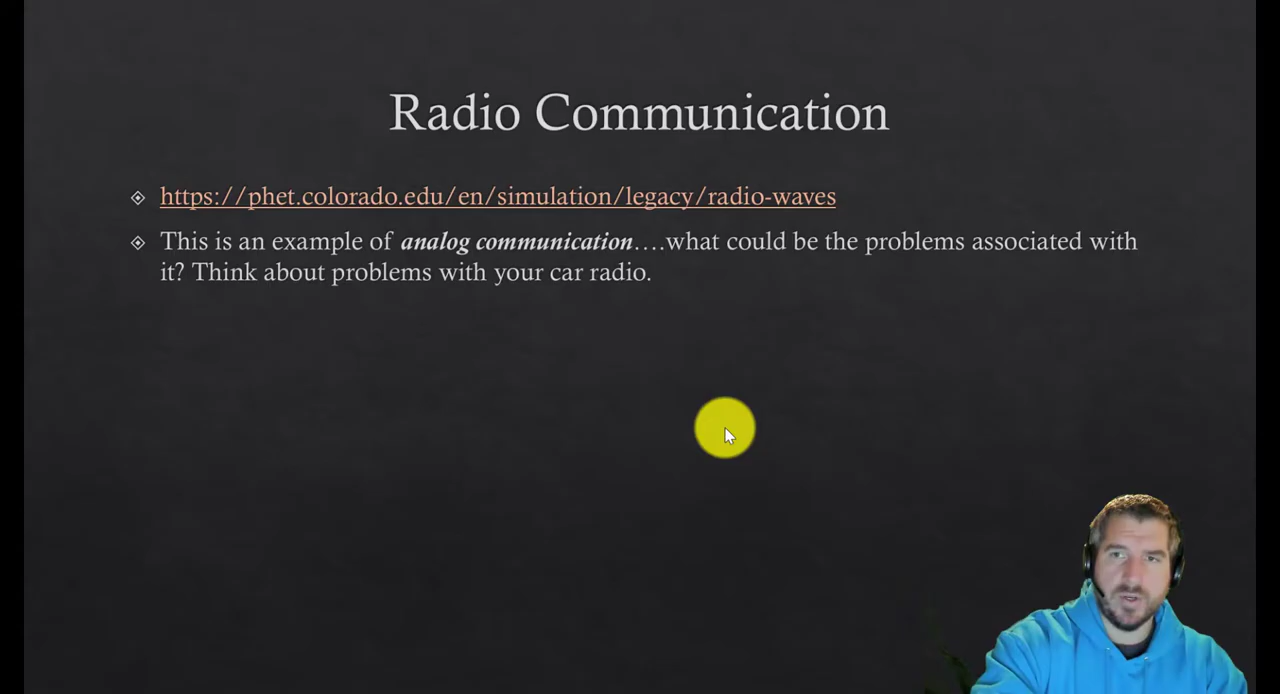 Radio Communication
https://phet.colorado.edu/en/simulation/legacy/radio-waves
This is an example of analog communication….what could be the problems associated with
it? Think about problems with your car radio.